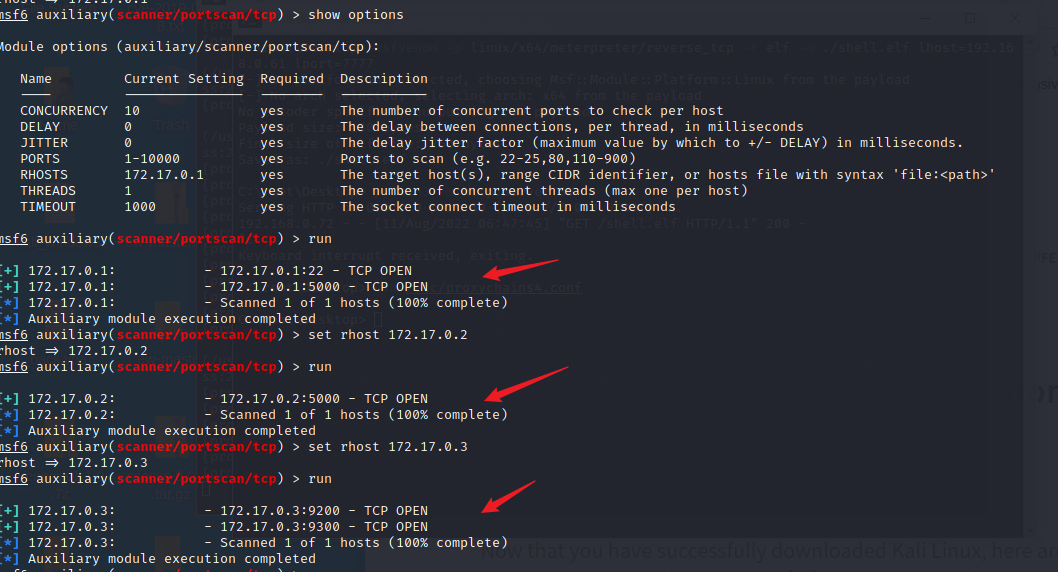 rhost => 172.17.0.1
msf6 auxiliary(scanner/portscan/tcp) > show options
Module options (auxiliary/scanner/portscan/tcp):
Name Current Setting Required Description
CONCURRENCY 10 yes The number of concurrent ports to check per host
DELAY 0 yes The delay between connections, per thread, in milliseconds
JITTER 0 yes The delay jitter factor (maximum value by which to +/- DELAY) in milliseconds.
PORTS 1-10000 yes Ports to scan (e.g. 22-25,80,110-900)
RHOSTS 172.17.0.1 yes The target host(s), range CIDR identifier, or hosts file with syntax 'file:<path>'
THREADS 1 yes The number of concurrent threads (max one per host)
TIMEOUT 1000 yes The socket connect timeout in milliseconds
msf6 auxiliary(scanner/portscan/tcp) > run
[+] 172.17.0.1: - 172.17.0.1:22 - TCP OPEN
[+] 172.17.0.1: - 172.17.0.1:5000 - TCP OPEN
[*] 172.17.0.1: - Scanned 1 of 1 hosts (100% complete)
[*] Auxiliary module execution completed
msf6 auxiliary(scanner/portscan/tcp) > set rhost 172.17.0.2
rhost => 172.17.0.2
msf6 auxiliary(scanner/portscan/tcp) > run
[+] 172.17.0.2: - 172.17.0.2:5000 - TCP OPEN
[*] 172.17.0.2: - Scanned 1 of 1 hosts (100% complete)
[*] Auxiliary module execution completed
msf6 auxiliary(scanner/portscan/tcp) > set rhost 172.17.0.3
rhost => 172.17.0.3
msf6 auxiliary(scanner/portscan/tcp) > run
[+] 172.17.0.3: - 172.17.0.3:9200 - TCP OPEN
[+] 172.17.0.3: - 172.17.0.3:9300 - TCP OPEN
[*] 172.17.0.3: - Scanned 1 of 1 hosts (100% complete)
[*] Auxiliary module execution completed
Now that you have successfully downloaded Kali Linux, here a